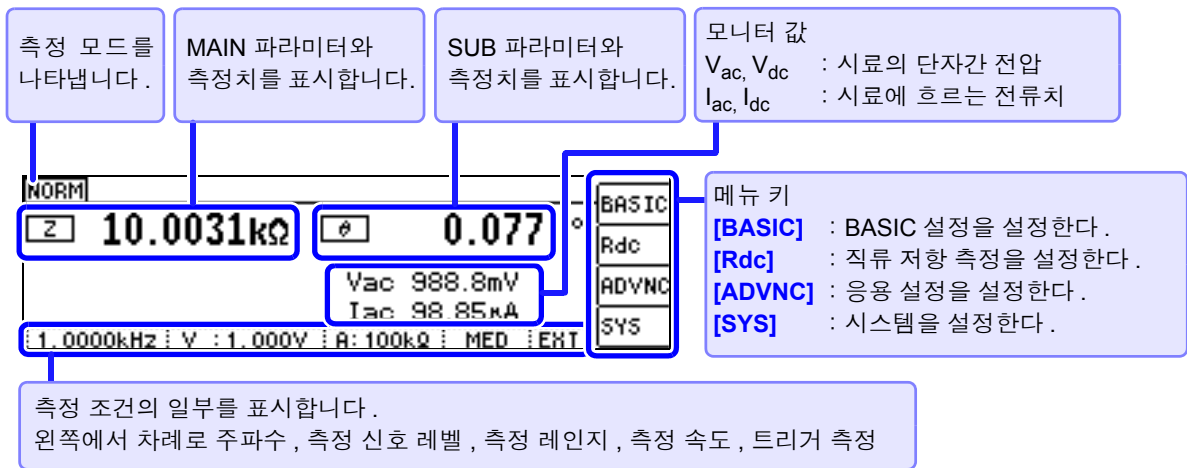 측정 모드를
나타냅니다 .
MAIN 파라미터와
측정치를 표시합니다.
SUB 파라미터와
측정치를 표시합니다.
모니터 값
Vac, Vdc : 시료의 단자간 전압
Iac, Idc : 시료에 흐르는 전류치
NORM
Z 10.0031kΩ θ 0.077 °
Vac 988.8mV
Iac 98.85µA
1.0000kHz V :1.000V A:100kΩ MED EXT
BASIC
Rdc
ADVNC
SYS
메뉴 키
[BASIC] : BASIC 설정을 설정한다 .
[Rdc] : 직류 저항 측정을 설정한다 .
[ADVNC] : 응용 설정을 설정한다 .
[SYS] : 시스템을 설정한다 .
측정 조건의 일부를 표시합니다 .
왼쪽에서 차례로 주파수 , 측정 신호 레벨 , 측정 레인지 , 측정 속도 , 트리거 측정